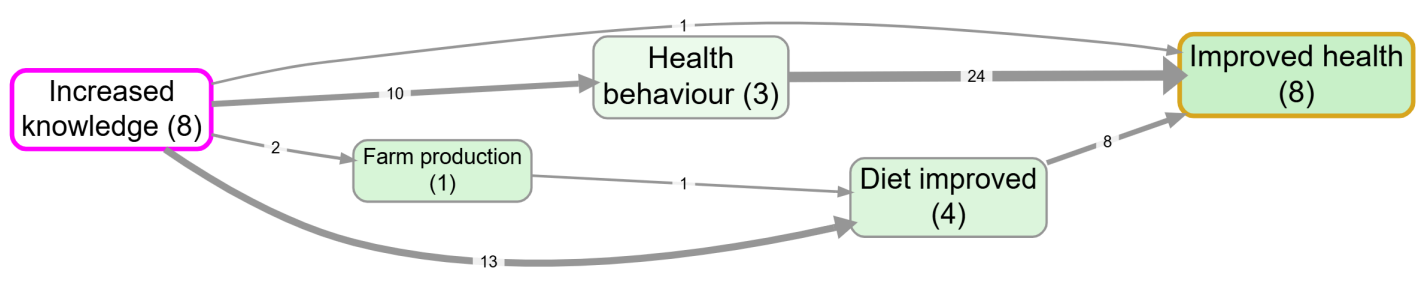 1
Increased
knowledge (8)
10
Health
behaviour (3)
24
Improved health
(8)
2
Farm production
(1)
1
Diet improved
(4)
8
13